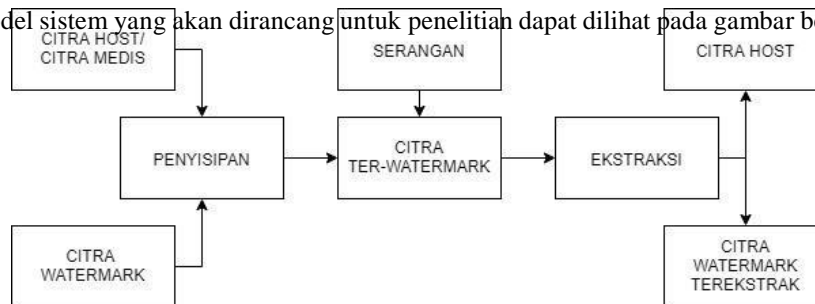 del sistem yang akan dirancang untuk penelitian dapat dilihat pada gambar
CITRA HOST/
CITRA MEDIS
SERANGAN
CITRA HOST
PENYISIPAN
CITRA
TER-WATERMARK
EKSTRAKSI
CITRA
WATERMARK
CITRA
WATERMARK
TEREKSTRAK